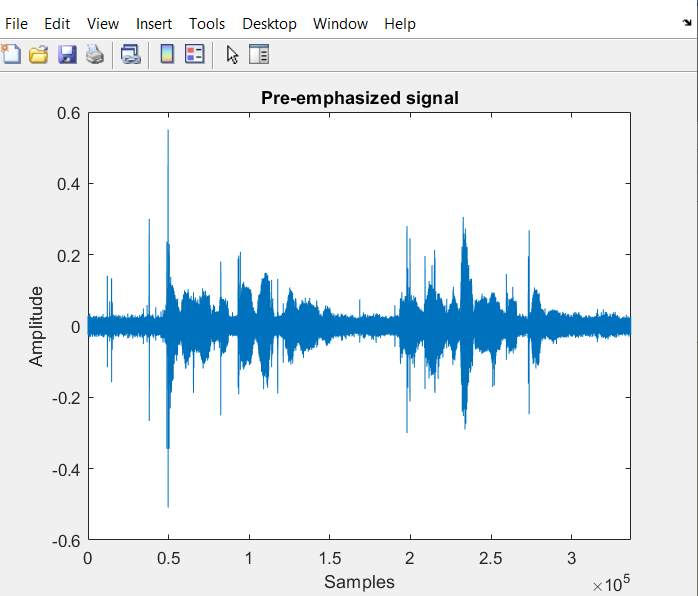 File Edit View Insert Tools Desktop Window Help
Pre-emphasized signal
0.6
0.4
0.2
0
-0.2
-0.4
-0.6
Amplitude
0 0.5 1 1.5 2 2.5 3
Samples
×10^5